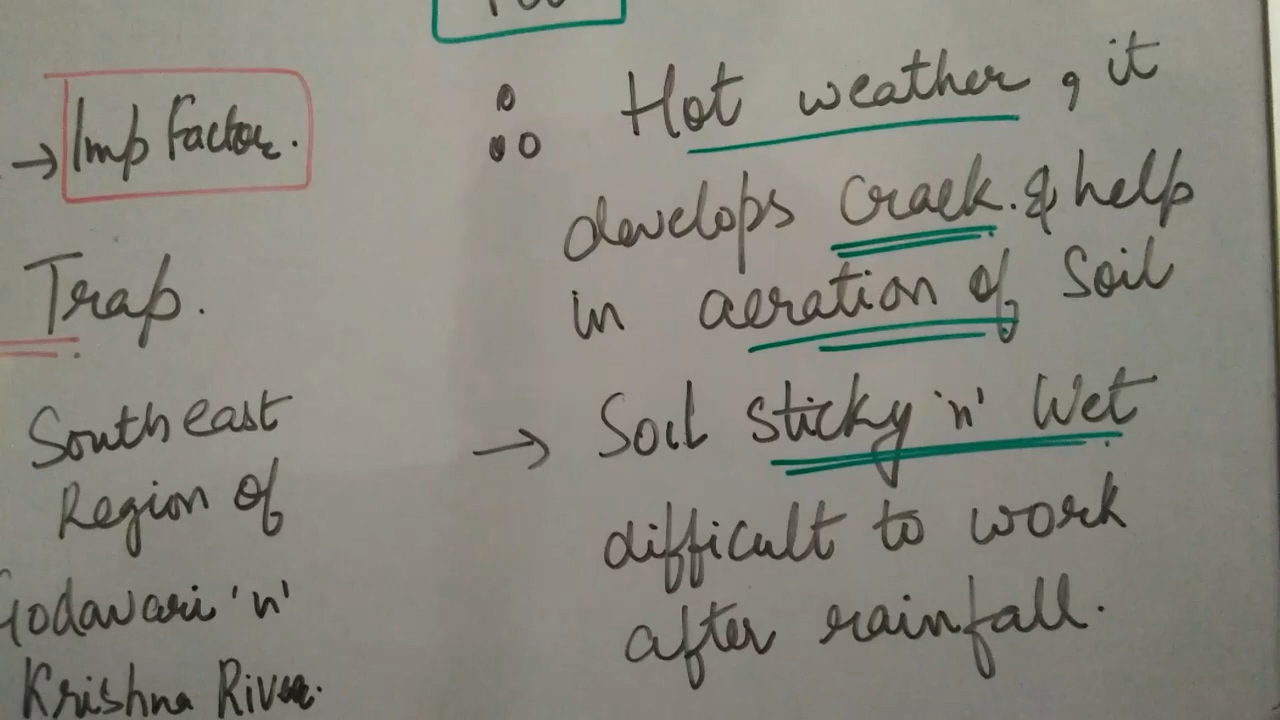 → Imp Factor.
Trap.
South east
Region of
Godavari 'n'
Krishna River.
∴ Hot weather, it
develops crack. & help
in aeration of Soil
→ Soil sticky 'n' Wet
difficult to work
after rainfall.